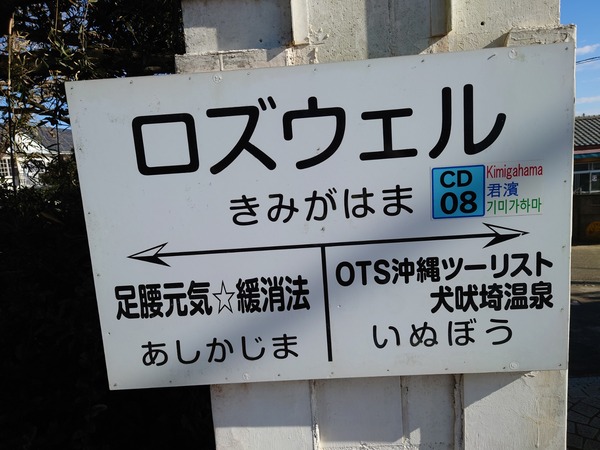 ロズウェル
きみがはま
CD
08
Kimigahama
君濱
기미가하마
足腰元気☆緩消法
あしかじま
OTS沖縄ツーリスト
犬吠埼温泉
いぬぼう